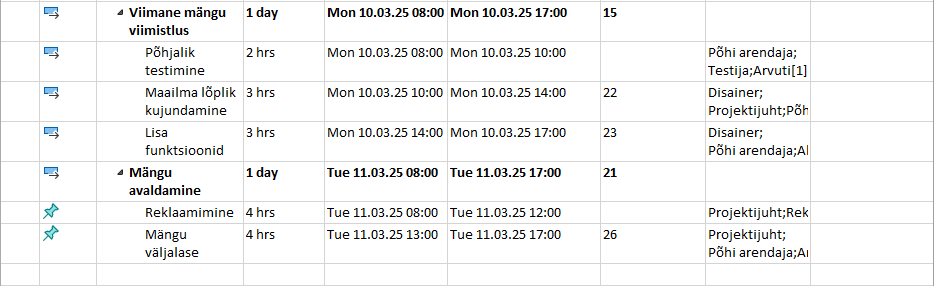 Viimane mängu viimistlus 1 day Mon 10.03.25 08:00 Mon 10.03.25 17:00 15
Põhjalik testimine 2 hrs Mon 10.03.25 08:00 Mon 10.03.25 10:00 Põhi arendaja; Testija;Arvuti[1]
Maailma lõplik kujundamine 3 hrs Mon 10.03.25 10:00 Mon 10.03.25 14:00 22 Disainer; Projektijuht;
Lisa funktsioonid 3 hrs Mon 10.03.25 14:00 Mon 10.03.25 17:00 23 Disainer; Põhi arendaja;
Mängu avaldamine 1 day Tue 11.03.25 08:00 Tue 11.03.25 17:00 21
Reklaamimine 4 hrs Tue 11.03.25 08:00 Tue 11.03.25 12:00 Projektijuht;Rek
Mängu väljalase 4 hrs Tue 11.03.25 13:00 Tue 11.03.25 17:00 26 Projektijuht; Põhi arendaja;